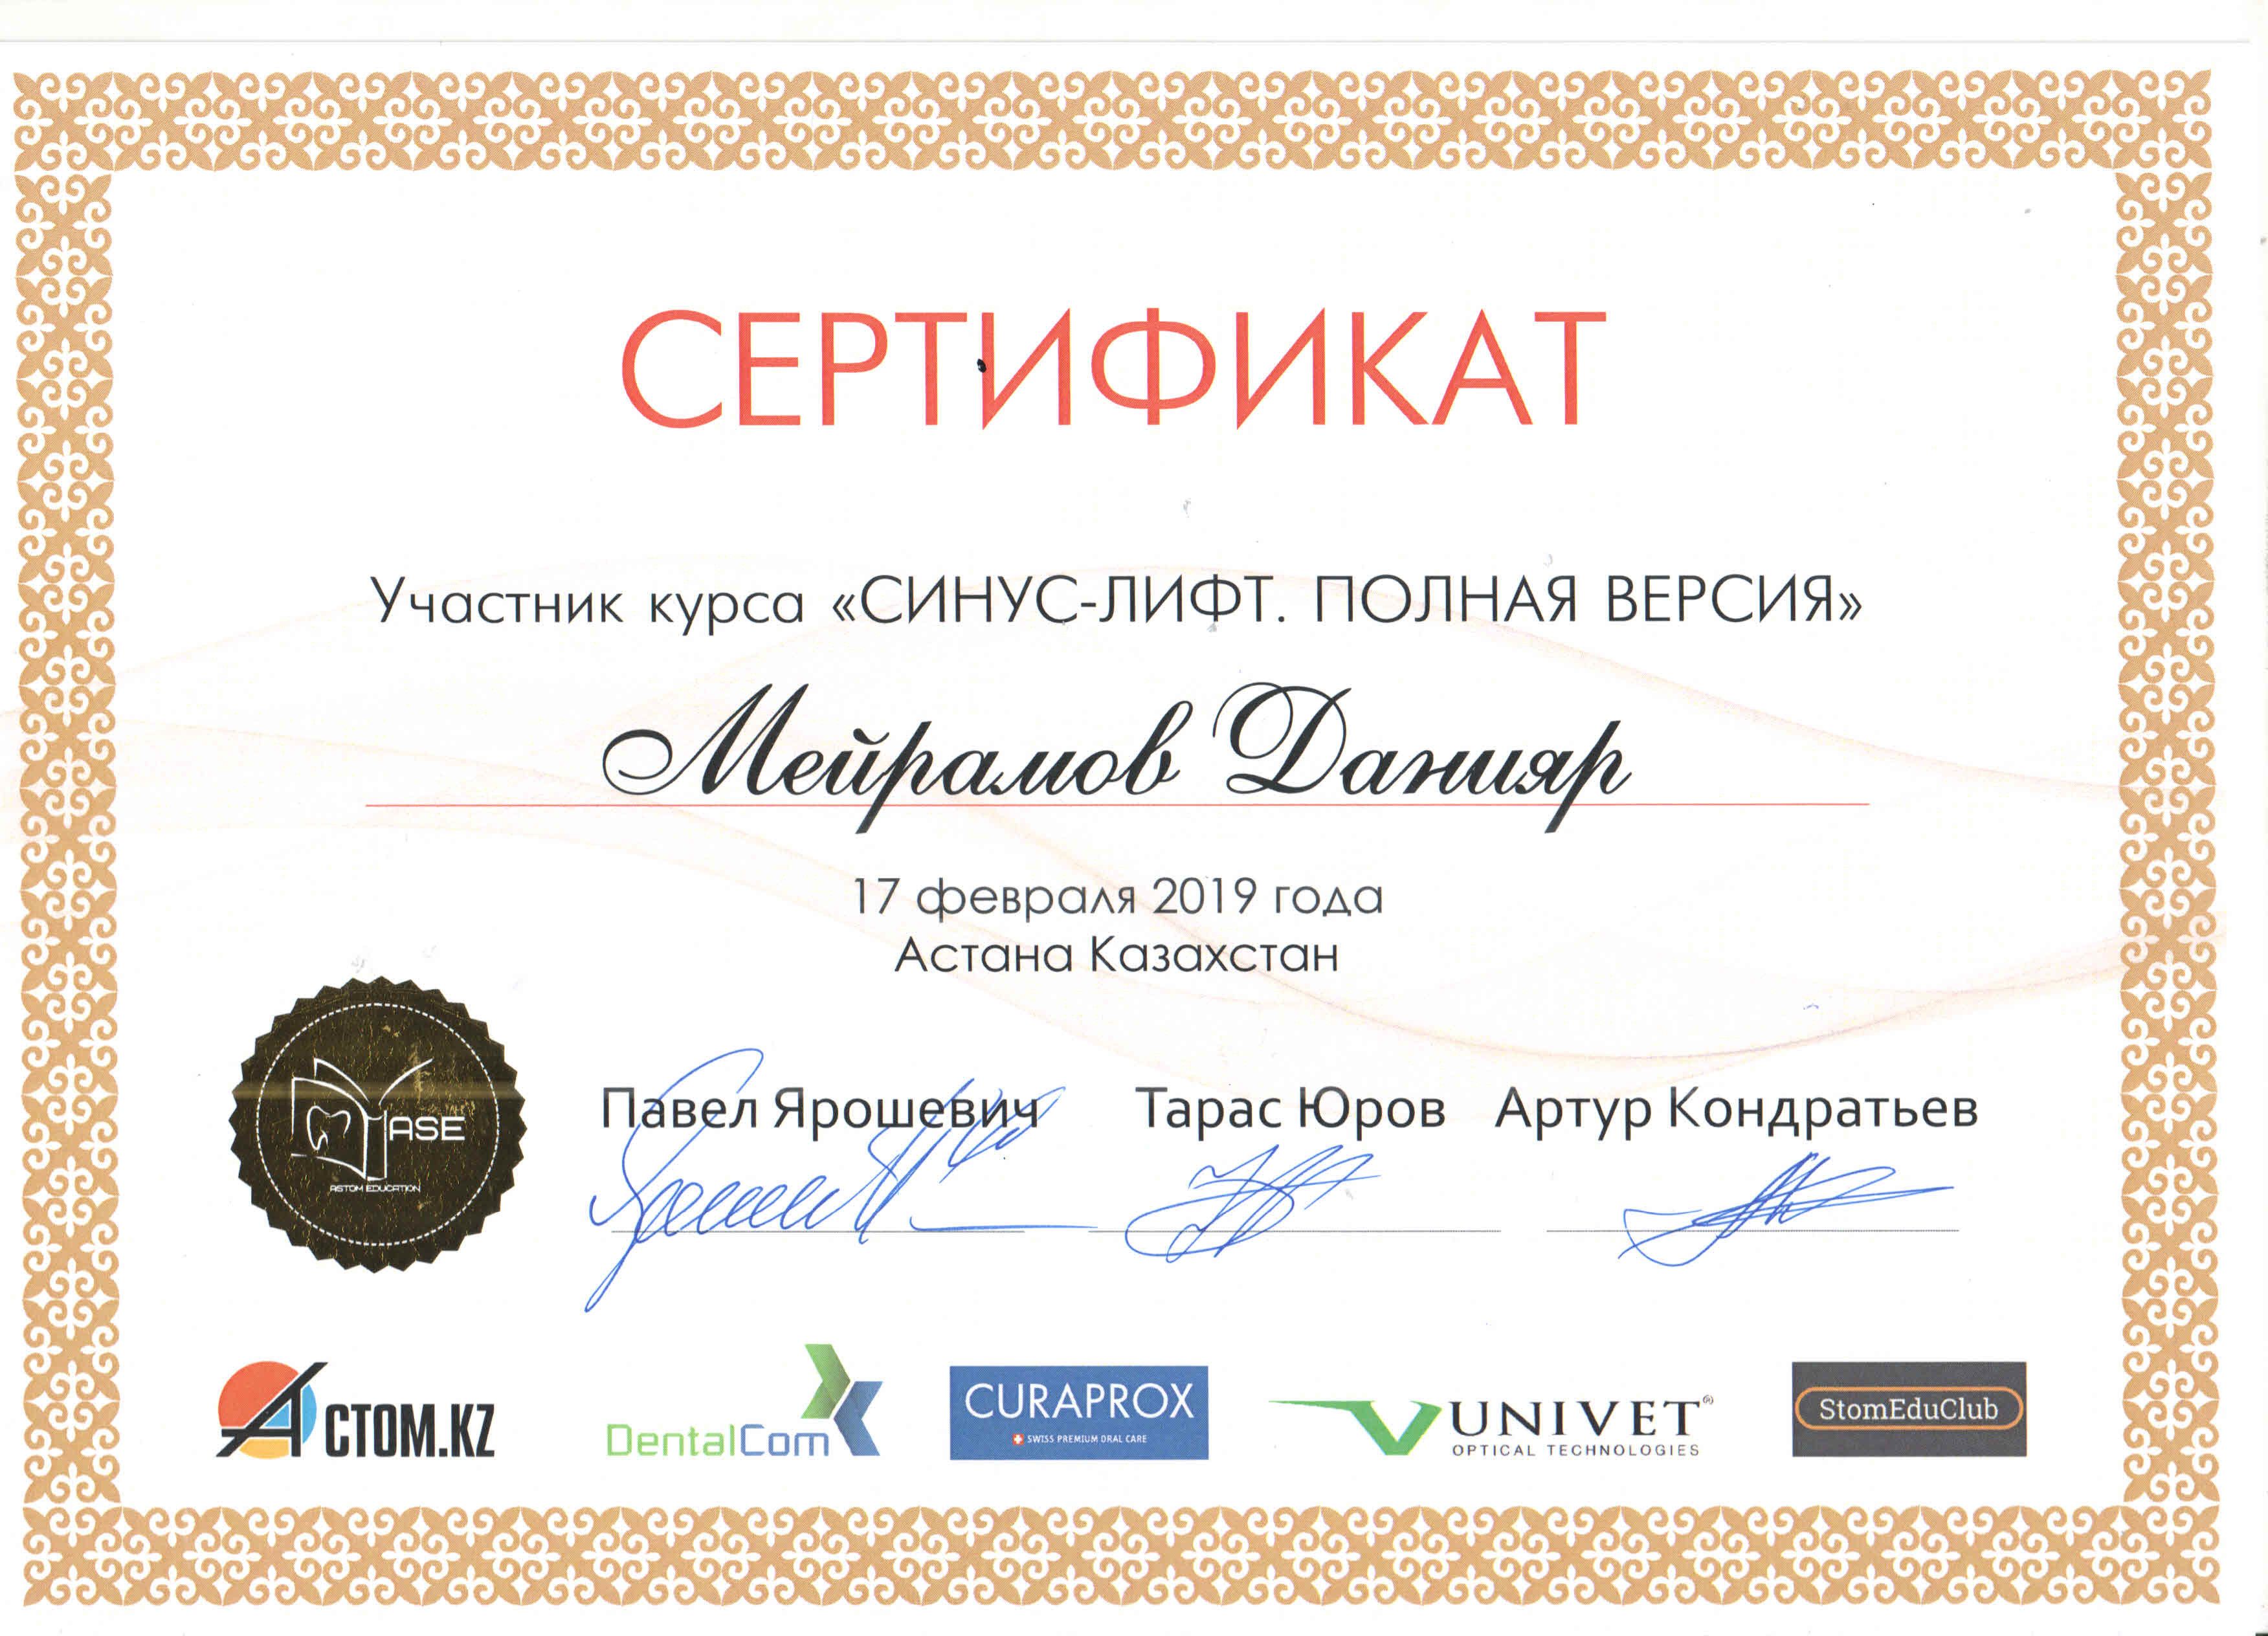 СЕРТИФИКАТ
Участник курса «СИНУС-ЛИФТ. ПОЛНАЯ ВЕРСИЯ»
Мейрамов Данияр
17 февраля 2019 года
Астана Казахстан
ASE
ASTOM EDUCATION
Павел Ярошевич Тарас Юров Артур Кондратьев
АСТОМ.KZ
DentalCom
CURAPROX
SWISS PREMIUM ORAL CARE
UNIVET®
OPTICAL TECHNOLOGIES
StomEduClub